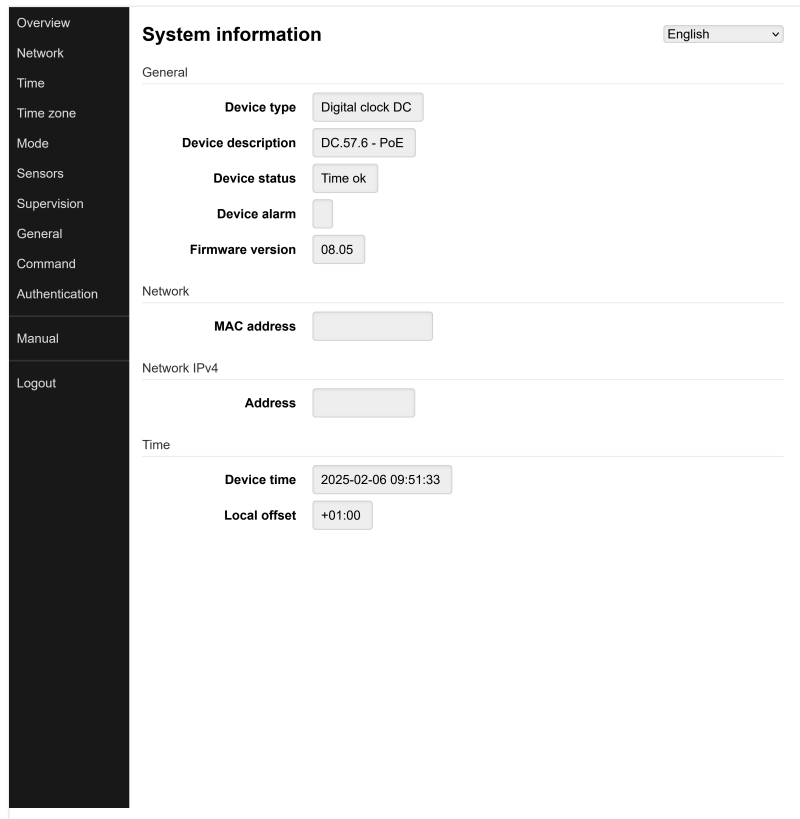 Overview
Network
Time
Time zone
Mode
Sensors
Supervision
General
Command
Authentication
Manual
Logout
System information
English
General
Device type Digital clock DC
Device description DC.57.6 - PoE
Device status Time ok
Device alarm
Firmware version 08.05
Network
MAC address
Network IPv4
Address
Time
Device time 2025-02-06 09:51:33
Local offset +01:00